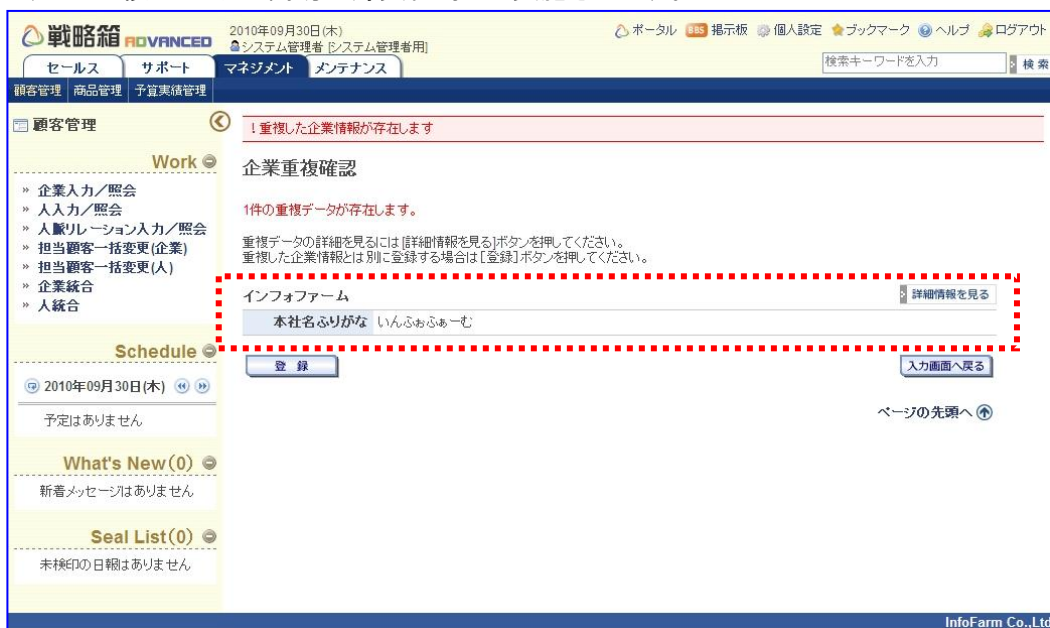 戦略箱 ADVANCED
2010年09月30日(木)
システム管理者 [システム管理者用]
ポータル BBS 掲示板 個人設定 ブックマーク ヘルプ ログアウト
セールス サポート マネジメント メンテナンス
検索キーワードを入力 検 索
顧客管理 商品管理 予算実績管理
顧客管理
Work
» 企業入力／照会
» 人入力／照会
» 人脈リレーション入力／照会
» 担当顧客一括変更(企業)
» 担当顧客一括変更(人)
» 企業統合
» 人統合
Schedule
2010年09月30日(木)
予定はありません
What's New(0)
新着メッセージはありません
Seal List(0)
未検印の日報はありません
！重複した企業情報が存在します
企業重複確認
1件の重複データが存在します。
重複データの詳細を見るには[詳細情報を見る]ボタンを押してください。
重複した企業情報とは別に登録する場合は[登録]ボタンを押してください。
インフォファーム 詳細情報を見る
本社名ふりがな いんふぉふぁーむ
登 録 入力画面へ戻る
ページの先頭へ
InfoFarm Co.,Ltd